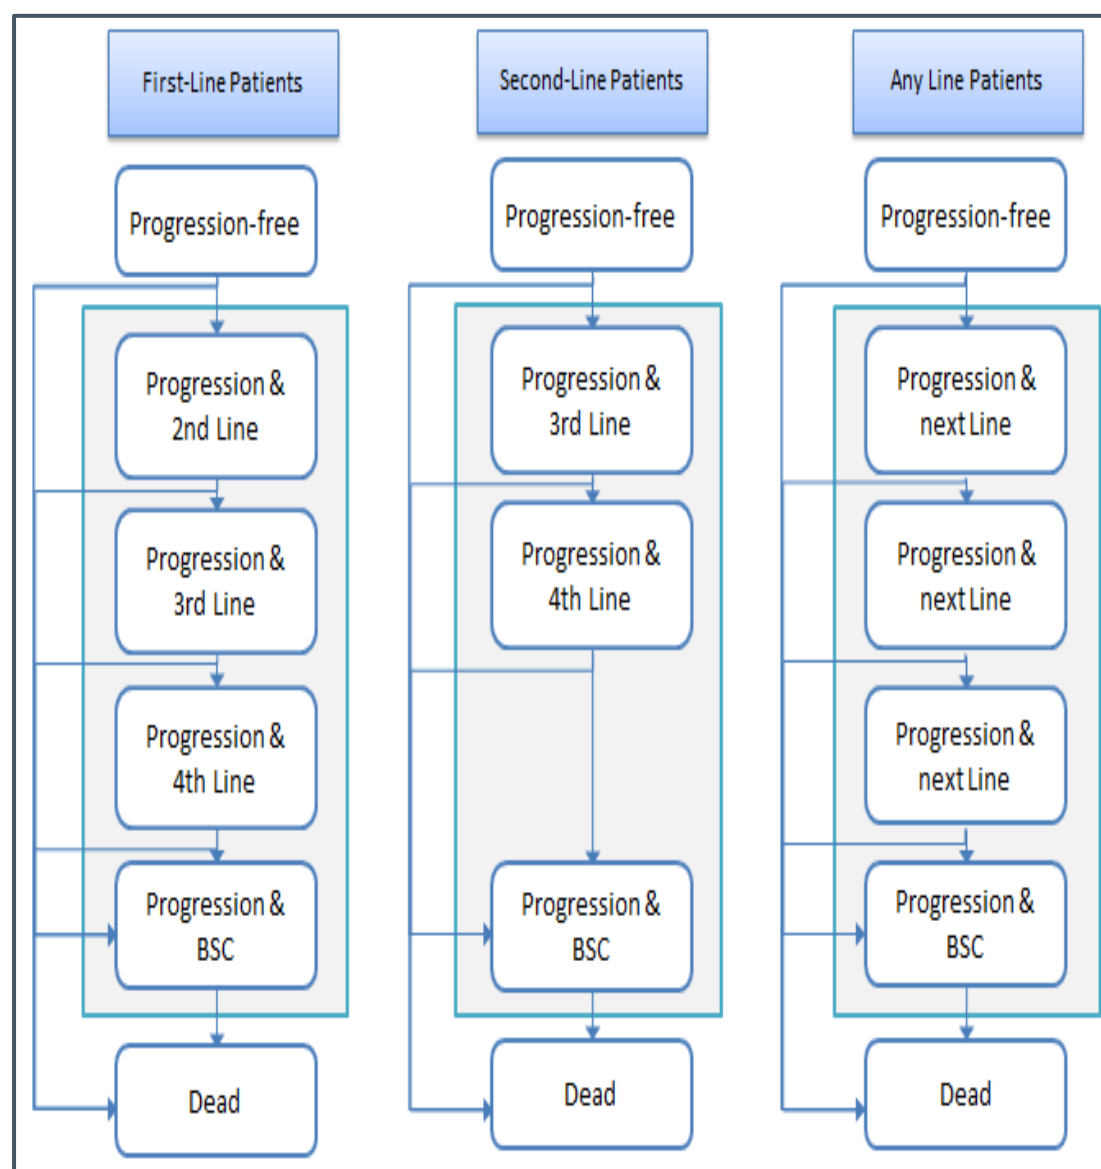 First-Line Patients
Progression-free
Progression &
2nd Line
Progression &
3rd Line
Progression &
4th Line
Progression &
BSC
Dead
Second-Line Patients
Progression-free
Progression &
3rd Line
Progression &
4th Line
Progression &
BSC
Dead
Any Line Patients
Progression-free
Progression &
next Line
Progression &
next Line
Progression &
next Line
Progression &
BSC
Dead